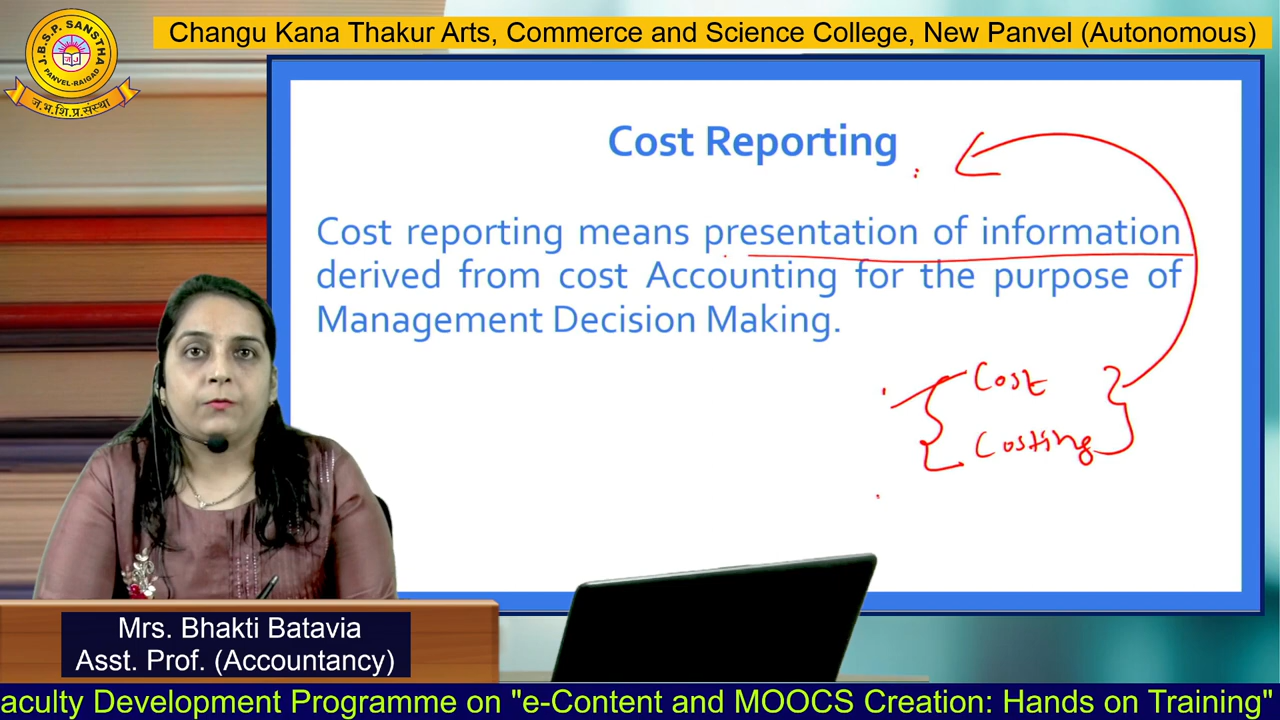 J.B.S.P. SANSTHA
PANVEL-RAIGAD
ज.भ.शि.प्र.संस्था
Changu Kana Thakur Arts, Commerce and Science College, New Panvel (Autonomous)
Cost Reporting
Cost reporting means presentation of information
derived from cost Accounting for the purpose of
Management Decision Making.
Cost
Costing
Mrs. Bhakti Batavia
Asst. Prof. (Accountancy)
aculty Development Programme on "e-Content and MOOCS Creation: Hands on Training"